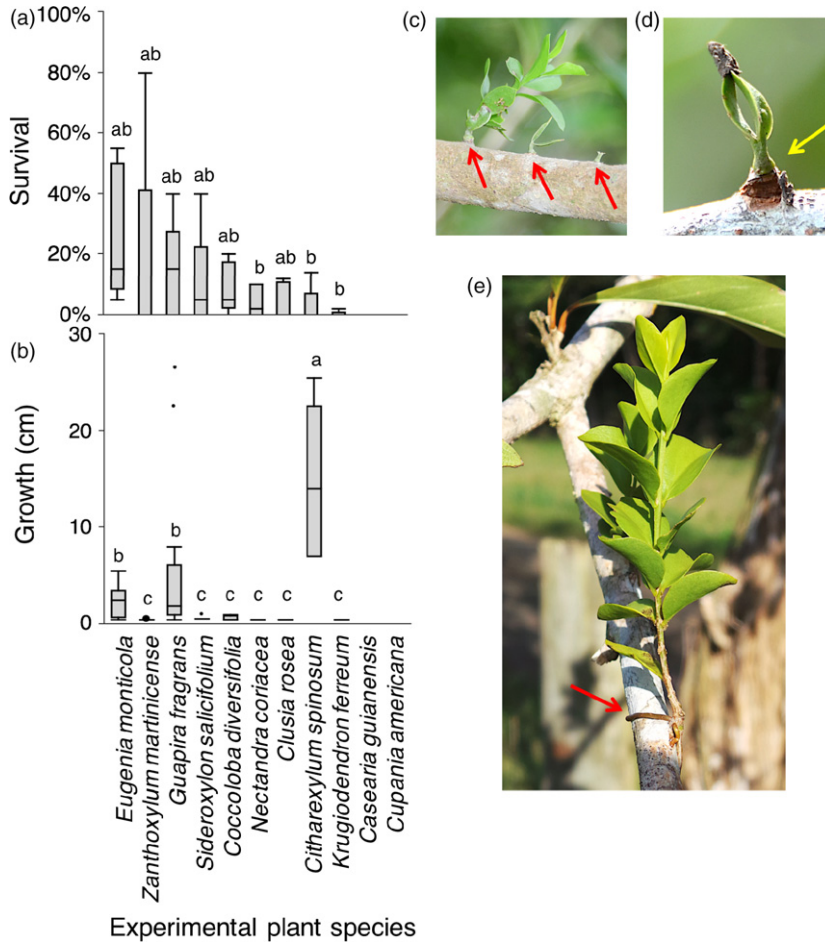 (a)
100%
80%
60%
40%
20%
0%
Survival
ab
ab
ab
ab
ab
b
ab
b
b
(b)
30
20
10
0
Growth (cm)
b
c
b
c
c
c
c
a
c
Eugenia monticola
Zanthoxylum martinicense
Guapira fragrans
Sideroxylon salicifolium
Coccoloba diversifolia
Nectandra coriacea
Clusia rosea
Citharexylum spinosum
Krugiodendron ferreum
Casearia guianensis
Cupania americana
Experimental plant species
(c)
(d)
(e)